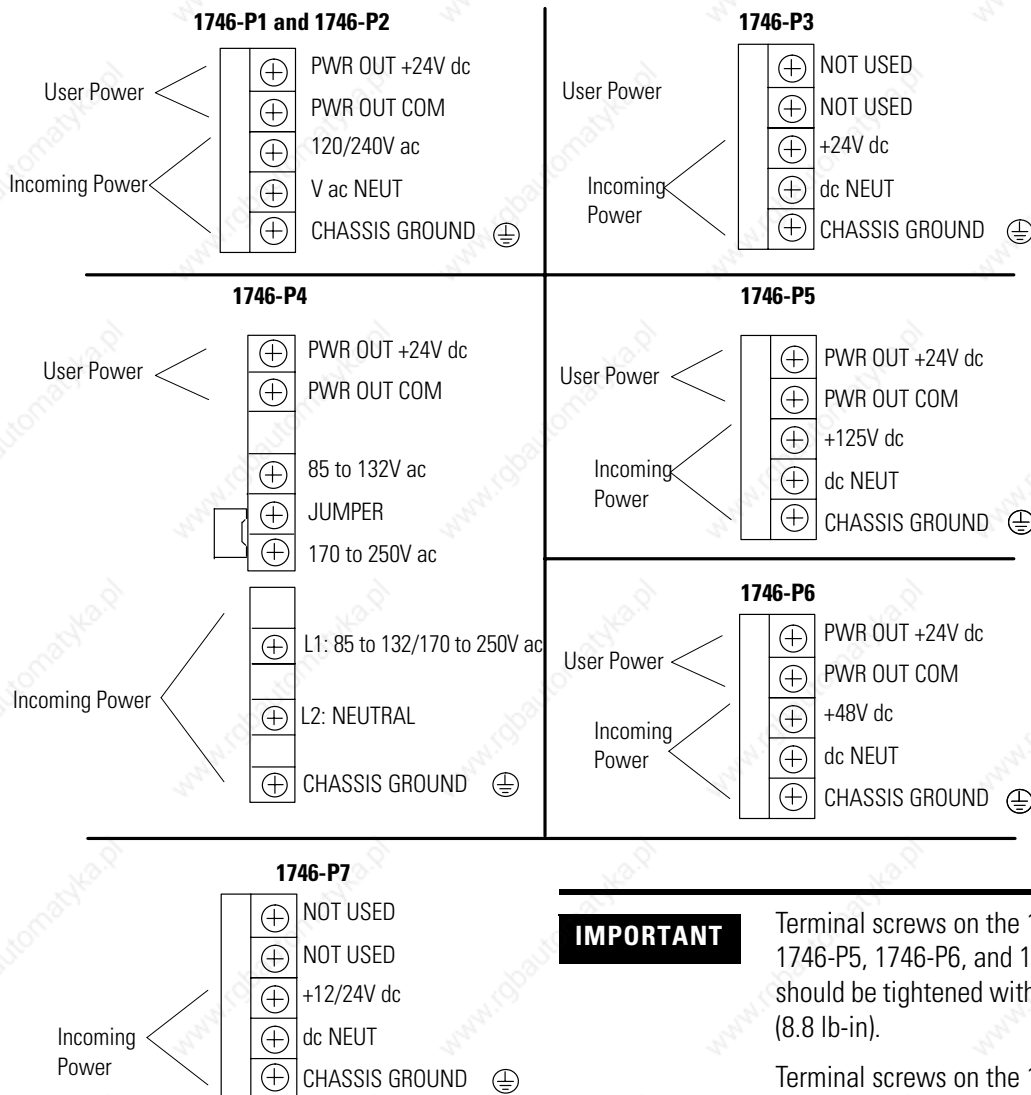 1746-P1 and 1746-P2
User Power
PWR OUT +24V dc
PWR OUT COM
Incoming Power
120/240V ac
V ac NEUT
CHASSIS GROUND
1746-P3
User Power
NOT USED
NOT USED
Incoming
Power
+24V dc
dc NEUT
CHASSIS GROUND
1746-P4
User Power
PWR OUT +24V dc
PWR OUT COM
85 to 132V ac
JUMPER
170 to 250V ac
Incoming Power
L1: 85 to 132/170 to 250V ac
L2: NEUTRAL
CHASSIS GROUND
1746-P5
User Power
PWR OUT +24V dc
PWR OUT COM
Incoming
Power
+125V dc
dc NEUT
CHASSIS GROUND
1746-P6
User Power
PWR OUT +24V dc
PWR OUT COM
Incoming
Power
+48V dc
dc NEUT
CHASSIS GROUND
1746-P7
NOT USED
NOT USED
Incoming
Power
+12/24V dc
dc NEUT
CHASSIS GROUND
IMPORTANT
Terminal screws on the
1746-P5, 1746-P6, and
should be tightened with
(8.8 lb-in).
Terminal screws on the
www.rgbautomatyka.pl